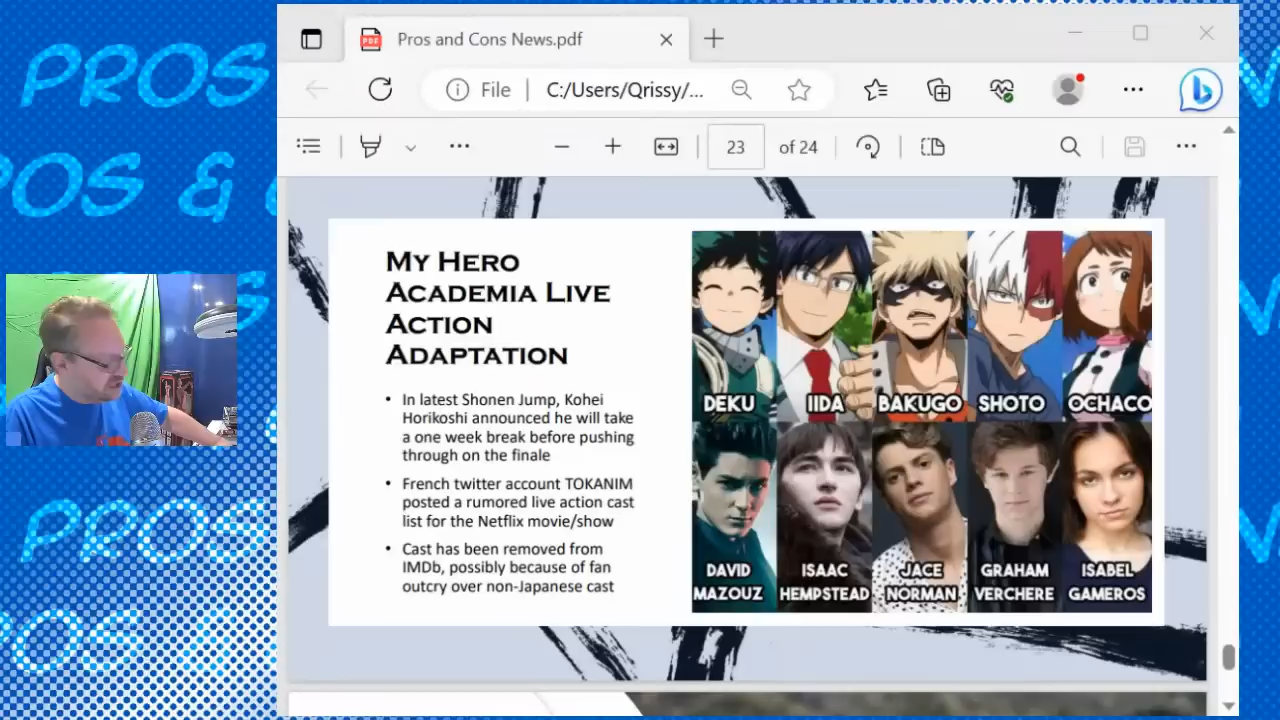 Pros and Cons News.pdf
File
C:/Users/Qrissy/...
23 of 24
My Hero
Academia Live
Action
Adaptation
• In latest Shonen Jump, Kohei
Horikoshi announced he will take
a one week break before pushing
through on the finale
• French twitter account TOKANIM
posted a rumored live action cast
list for the Netflix movie/show
• Cast has been removed from
IMDb, possibly because of fan
outcry over non-Japanese cast
DEKU IIDA BAKUGO SHOTO OCHACO
DAVID MAZOUZ
ISAAC HEMPSTEAD
JACE NORMAN
GRAHAM VERCHERE
ISABEL GAMEROS
PROS
PROS &
PROS
PROS